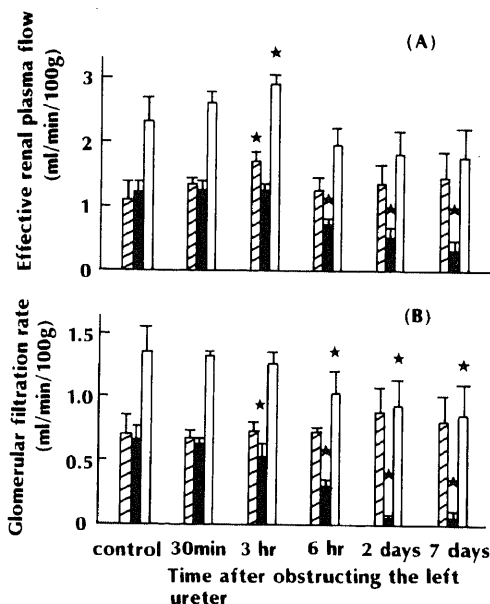 (A)
Effective renal plasma flow
(ml/min/100g)
3
2
1
0
(B)
Glomerular filtration rate
(ml/min/100g)
1.5
1.0
0.5
0
control 30min 3 hr 6 hr 2 days 7 days
Time after obstructing the left
ureter